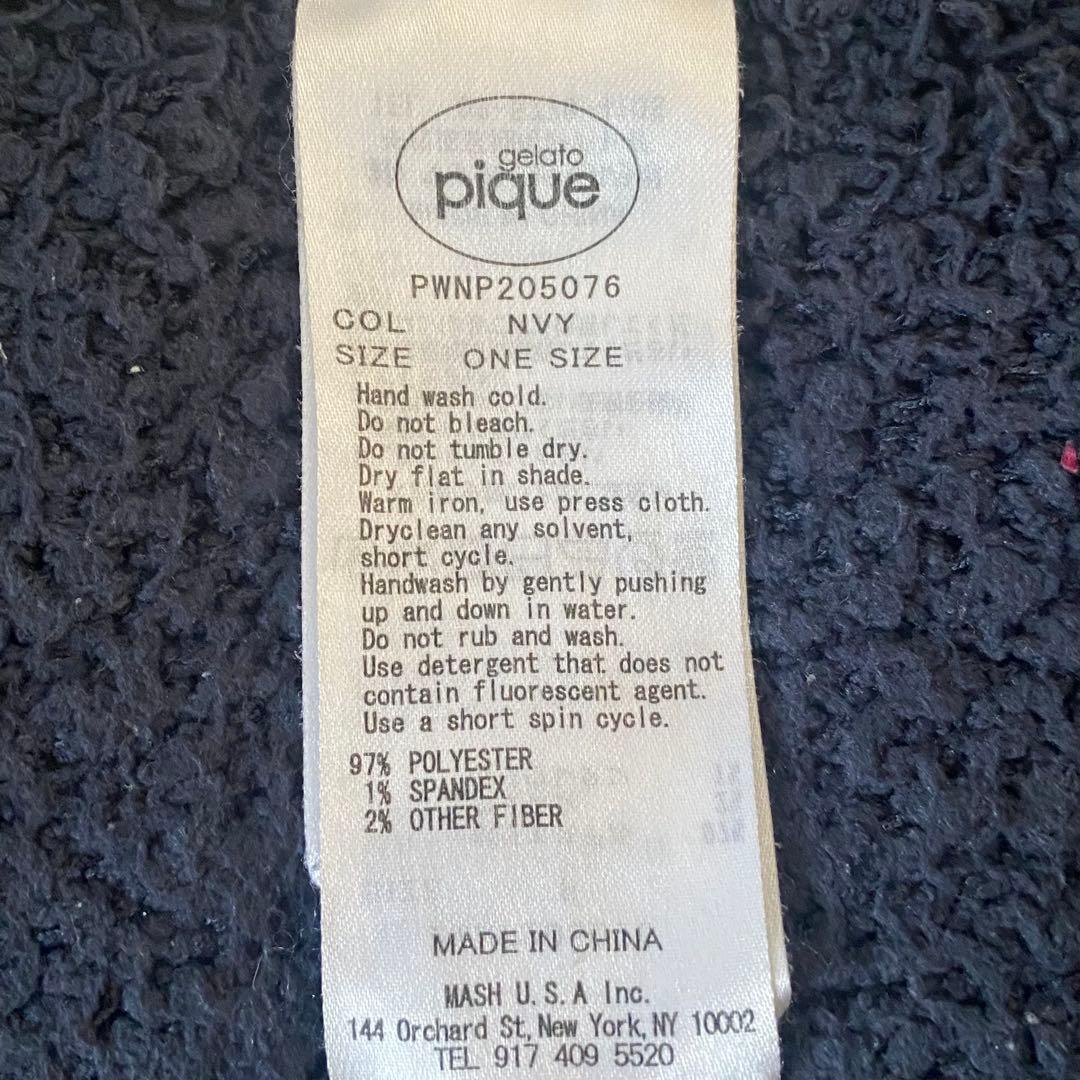 gelato
pique
PWNP205076
COL NVY
SIZE ONE SIZE
Hand wash cold.
Do not bleach.
Do not tumble dry.
Dry flat in shade.
Warm iron, use press cloth.
Dryclean any solvent,
short cycle.
Handwash by gently pushing
up and down in water.
Do not rub and wash.
Use detergent that does not
contain fluorescent agent.
Use a short spin cycle.
97% POLYESTER
1% SPANDEX
2% OTHER FIBER
MADE IN CHINA
MASH U.S.A Inc.
144 Orchard St, New York, NY 10002
TEL 917 409 5520